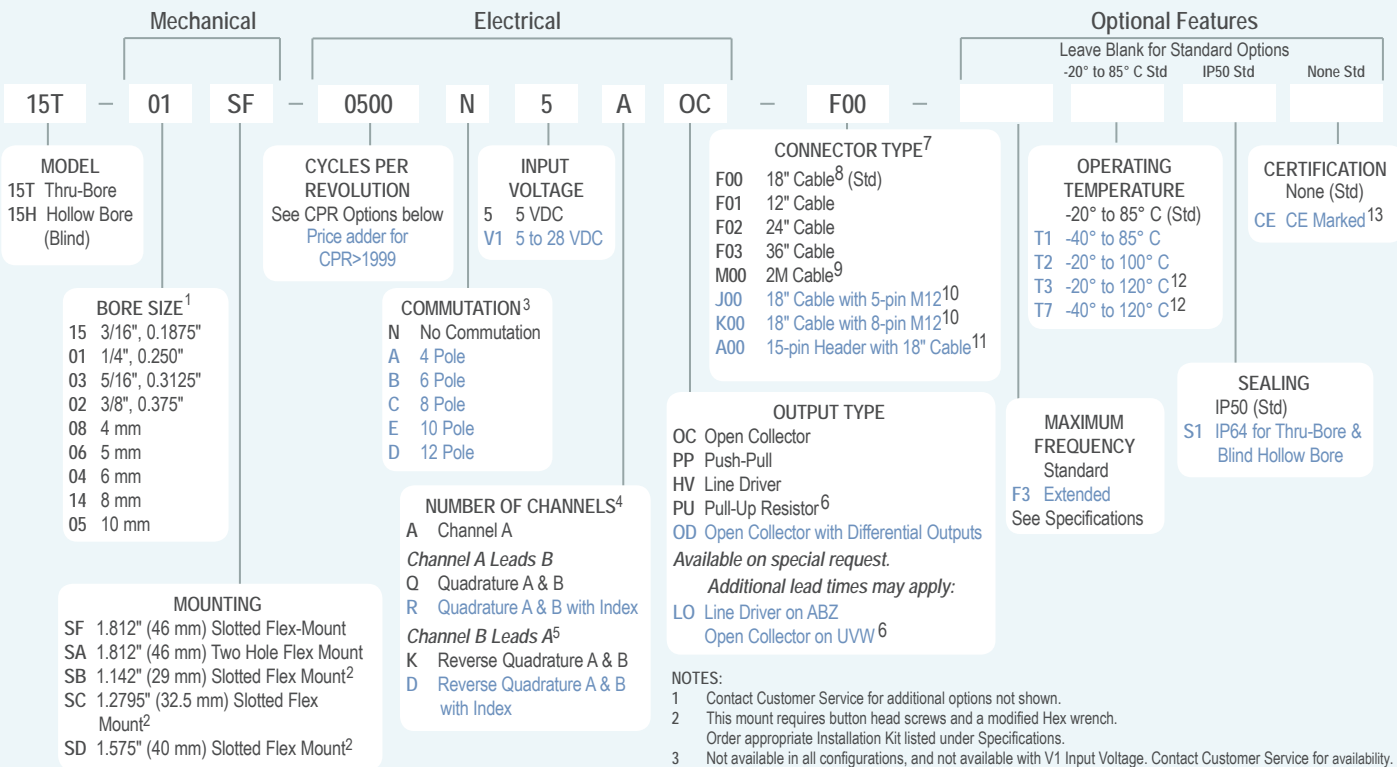 Mechanical
Electrical
Optional Features
Leave Blank for Standard Options
-20° to 85° C Std
IP50 Std
None Std
15T – 01 SF – 0500 N 5 A OC – F00 –
MODEL
15T Thru-Bore
15H Hollow Bore
(Blind)
CYCLES PER
REVOLUTION
See CPR Options below
Price adder for
CPR>1999
INPUT
VOLTAGE
5 5 VDC
V1 5 to 28 VDC
CONNECTOR TYPE7
F00 18" Cable8 (Std)
F01 12" Cable
F02 24" Cable
F03 36" Cable
M00 2M Cable9
J00 18" Cable with 5-pin M1210
K00 18" Cable with 8-pin M1210
A00 15-pin Header with 18" Cable11
OPERATING
TEMPERATURE
-20° to 85° C (Std)
T1 -40° to 85° C
T2 -20° to 100° C
T3 -20° to 120° C12
T7 -40° to 120° C12
CERTIFICATION
None (Std)
CE CE Marked13
BORE SIZE1
15 3/16", 0.1875"
01 1/4", 0.250"
03 5/16", 0.3125"
02 3/8", 0.375"
08 4 mm
06 5 mm
04 6 mm
14 8 mm
05 10 mm
COMMUTATION3
N No Commutation
A 4 Pole
B 6 Pole
C 8 Pole
E 10 Pole
D 12 Pole
OUTPUT TYPE
OC Open Collector
PP Push-Pull
HV Line Driver
PU Pull-Up Resistor6
OD Open Collector with Differential Outputs
Available on special request.
Additional lead times may apply:
LO Line Driver on ABZ
Open Collector on UVW6
MAXIMUM
FREQUENCY
Standard
F3 Extended
See Specifications
SEALING
IP50 (Std)
S1 IP64 for Thru-Bore &
Blind Hollow Bore
NUMBER OF CHANNELS4
A Channel A
Channel A Leads B
Q Quadrature A & B
R Quadrature A & B with Index
Channel B Leads A5
K Reverse Quadrature A & B
D Reverse Quadrature A & B
with Index
MOUNTING
SF 1.812" (46 mm) Slotted Flex-Mount
SA 1.812" (46 mm) Two Hole Flex Mount
SB 1.142" (29 mm) Slotted Flex Mount2
SC 1.2795" (32.5 mm) Slotted Flex
Mount2
SD 1.575" (40 mm) Slotted Flex Mount2
NOTES:
1 Contact Customer Service for additional options not shown.
2 This mount requires button head screws and a modified Hex wrench.
Order appropriate Installation Kit listed under Specifications.
3 Not available in all configurations, and not available with V1 Input Voltage. Contact Customer Service for availability.